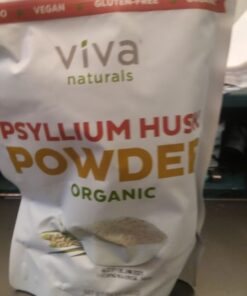 VEGAN • GLUTEN-FREE •
viva
naturals
PSYLLIUM HUSK
POWDER
ORGANIC